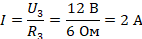 I = U₃/R₃ = 12 В/6 Ом = 2 А